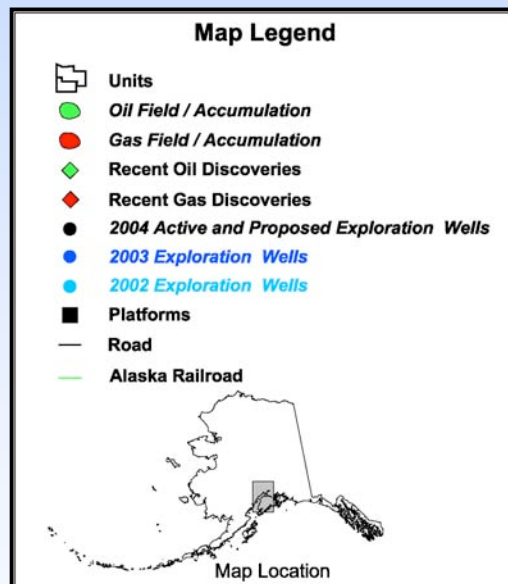 Map Legend
Units
Oil Field / Accumulation
Gas Field / Accumulation
Recent Oil Discoveries
Recent Gas Discoveries
2004 Active and Proposed Exploration Wells
2003 Exploration Wells
2002 Exploration Wells
Platforms
Road
Alaska Railroad
Map Location